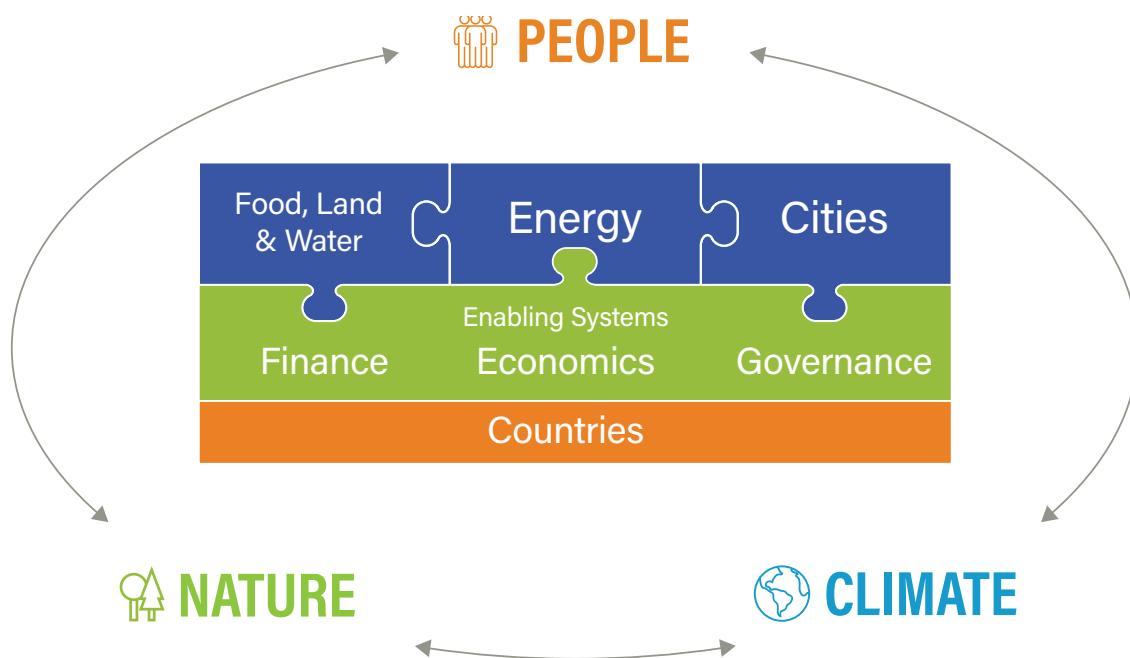 PEOPLE
Food, Land
& Water
Energy
Cities
Enabling Systems
Finance
Economics
Governance
Countries
NATURE
CLIMATE